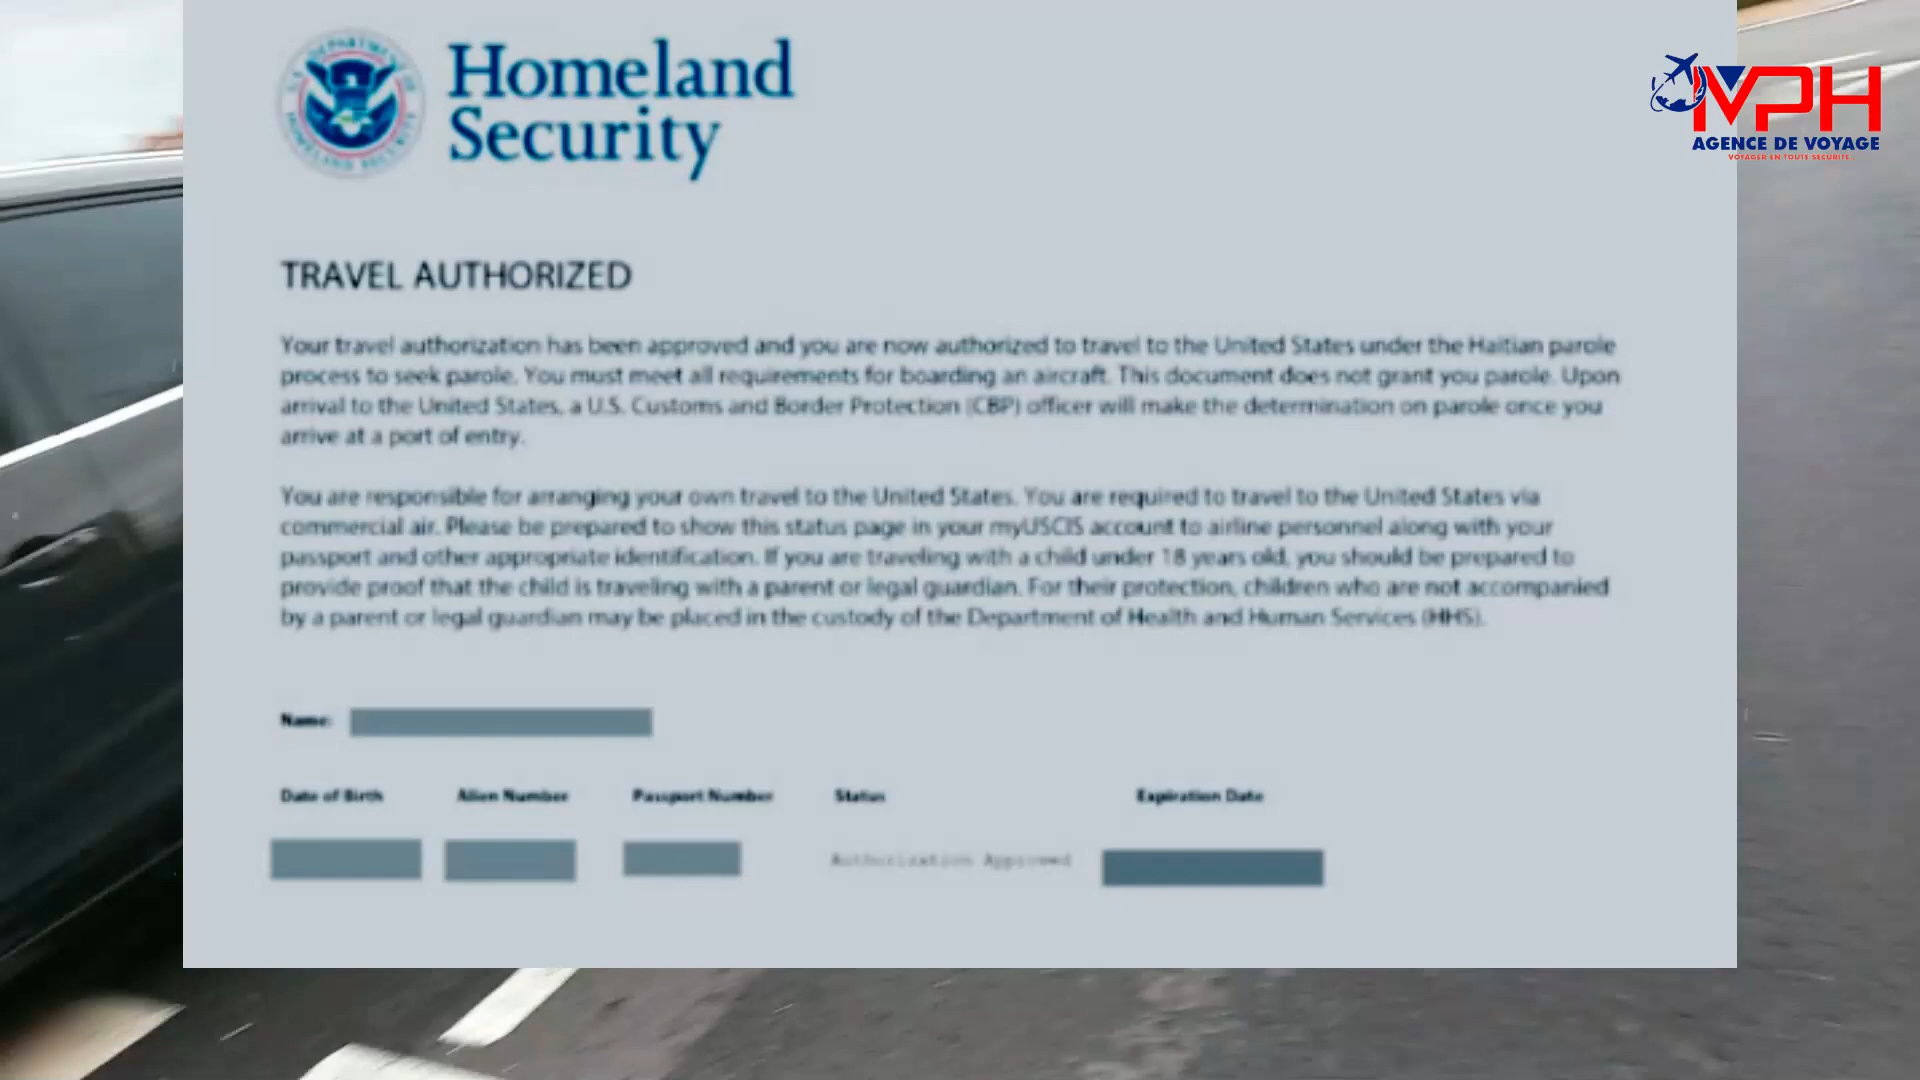 U.S. DEPARTMENT OF
HOMELAND SECURITY
Homeland
Security
MVPH
AGENCE DE VOYAGE
VOYAGER EN TOUTE SECURITE
TRAVEL AUTHORIZED
Your travel authorization has been approved and you are now authorized to travel to the United States under the Haitian parole
process to seek parole. You must meet all requirements for boarding an aircraft. This document does not grant you parole. Upon
arrival to the United States, a U.S. Customs and Border Protection (CBP) officer will make the determination on parole once you
arrive at a port of entry.
You are responsible for arranging your own travel to the United States. You are required to travel to the United States via
commercial air. Please be prepared to show this status page in your myUSCIS account to airline personnel along with your
passport and other appropriate identification. If you are traveling with a child under 18 years old, you should be prepared to
provide proof that the child is traveling with a parent or legal guardian. For their protection, children who are not accompanied
by a parent or legal guardian may be placed in the custody of the Department of Health and Human Services (HHS).
Name:
Date of Birth Alien Number Passport Number Status Expiration Date
Authorization Approved